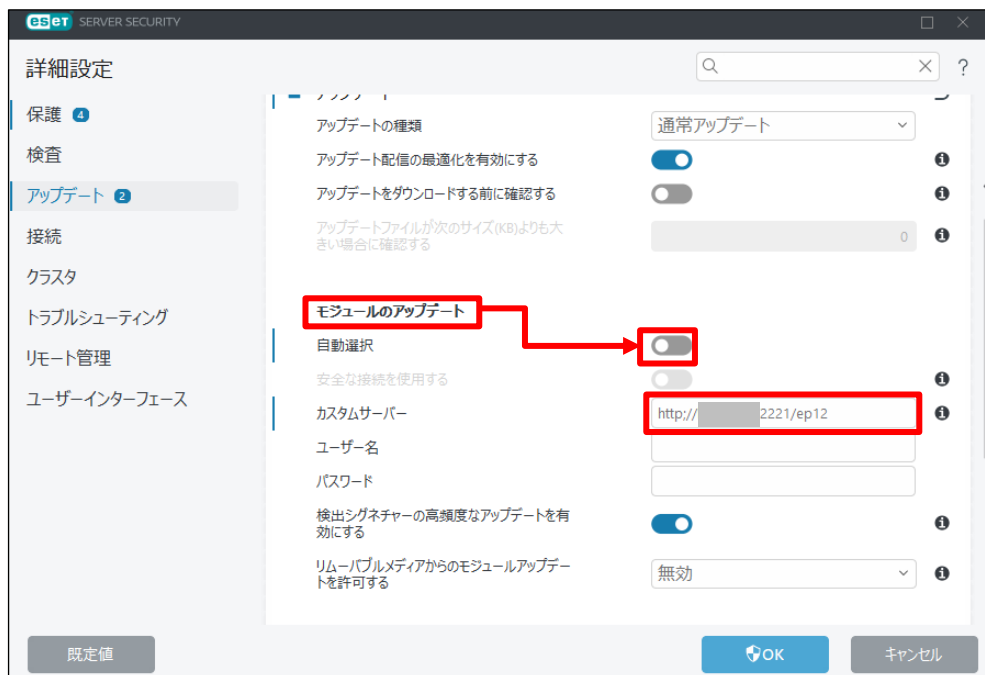 eset SERVER SECURITY
詳細設定
?
保護 4
検査
アップデート 2
接続
クラスタ
トラブルシューティング
リモート管理
ユーザーインターフェース
アップデートの種類
通常アップデート
アップデート配信の最適化を有効にする
アップデートをダウンロードする前に確認する
アップデートファイルが次のサイズ(KB)よりも大
きい場合に確認する
0
モジュールのアップデート
自動選択
安全な接続を使用する
カスタムサーバー
http;// 2221/ep12
ユーザー名
パスワード
検出シグネチャーの高頻度なアップデートを有
効にする
リムーバブルメディアからのモジュールアップデー
トを許可する
無効
既定値
OK
キャンセル